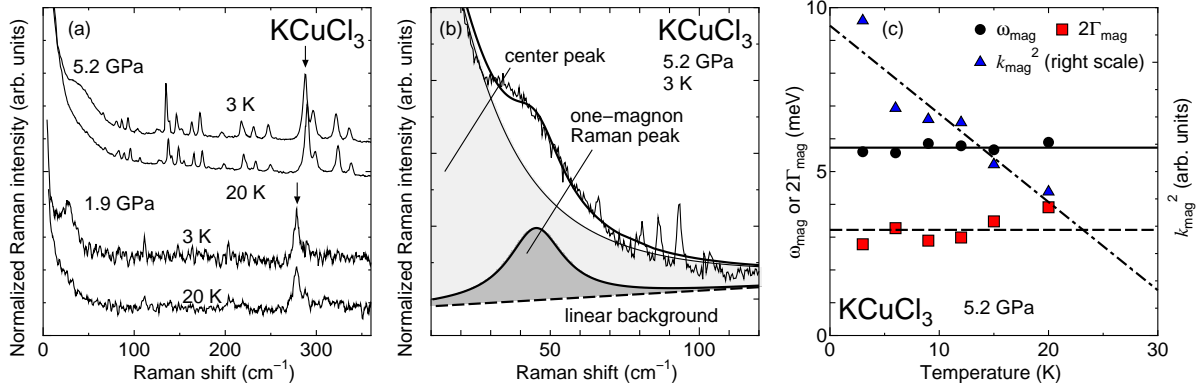 (a)
KCuCl3
5.2 GPa
3 K
20 K
1.9 GPa
3 K
20 K
Normalized Raman intensity (arb. units)
0 100 200 300
Raman shift (cm−1)
(b)
KCuCl3
center peak
5.2 GPa
3 K
one−magnon
Raman peak
linear background
Normalized Raman intensity (arb. units)
50 100
Raman shift (cm−1)
(c)
ωmag
2Γmag
kmag2 (right scale)
KCuCl3
5.2 GPa
10
5
0
ωmag or 2Γmag (meV)
kmag2 (arb. units)
0 10 20 30
Temperature (K)